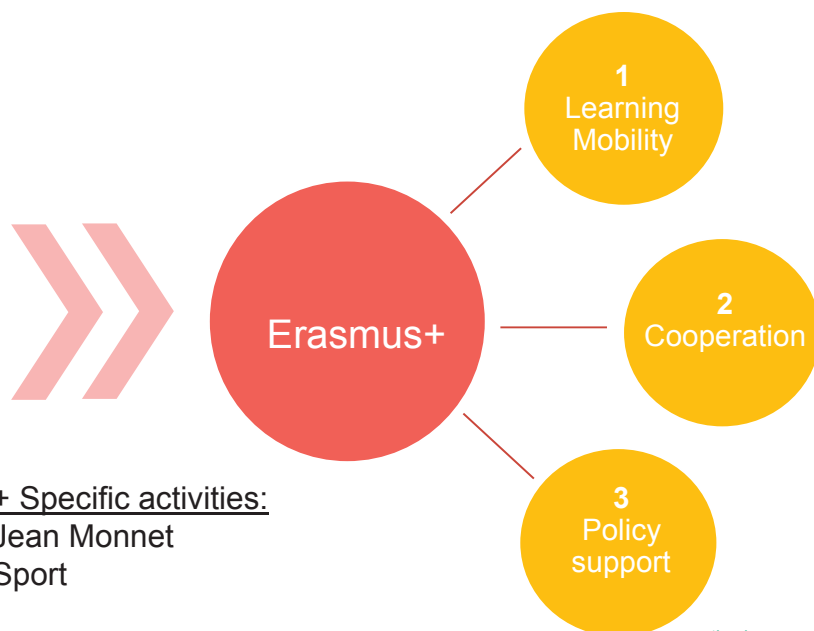 1
Learning
Mobility
Erasmus+
2
Cooperation
3
Policy
support
+ Specific activities:
Jean Monnet
Sport